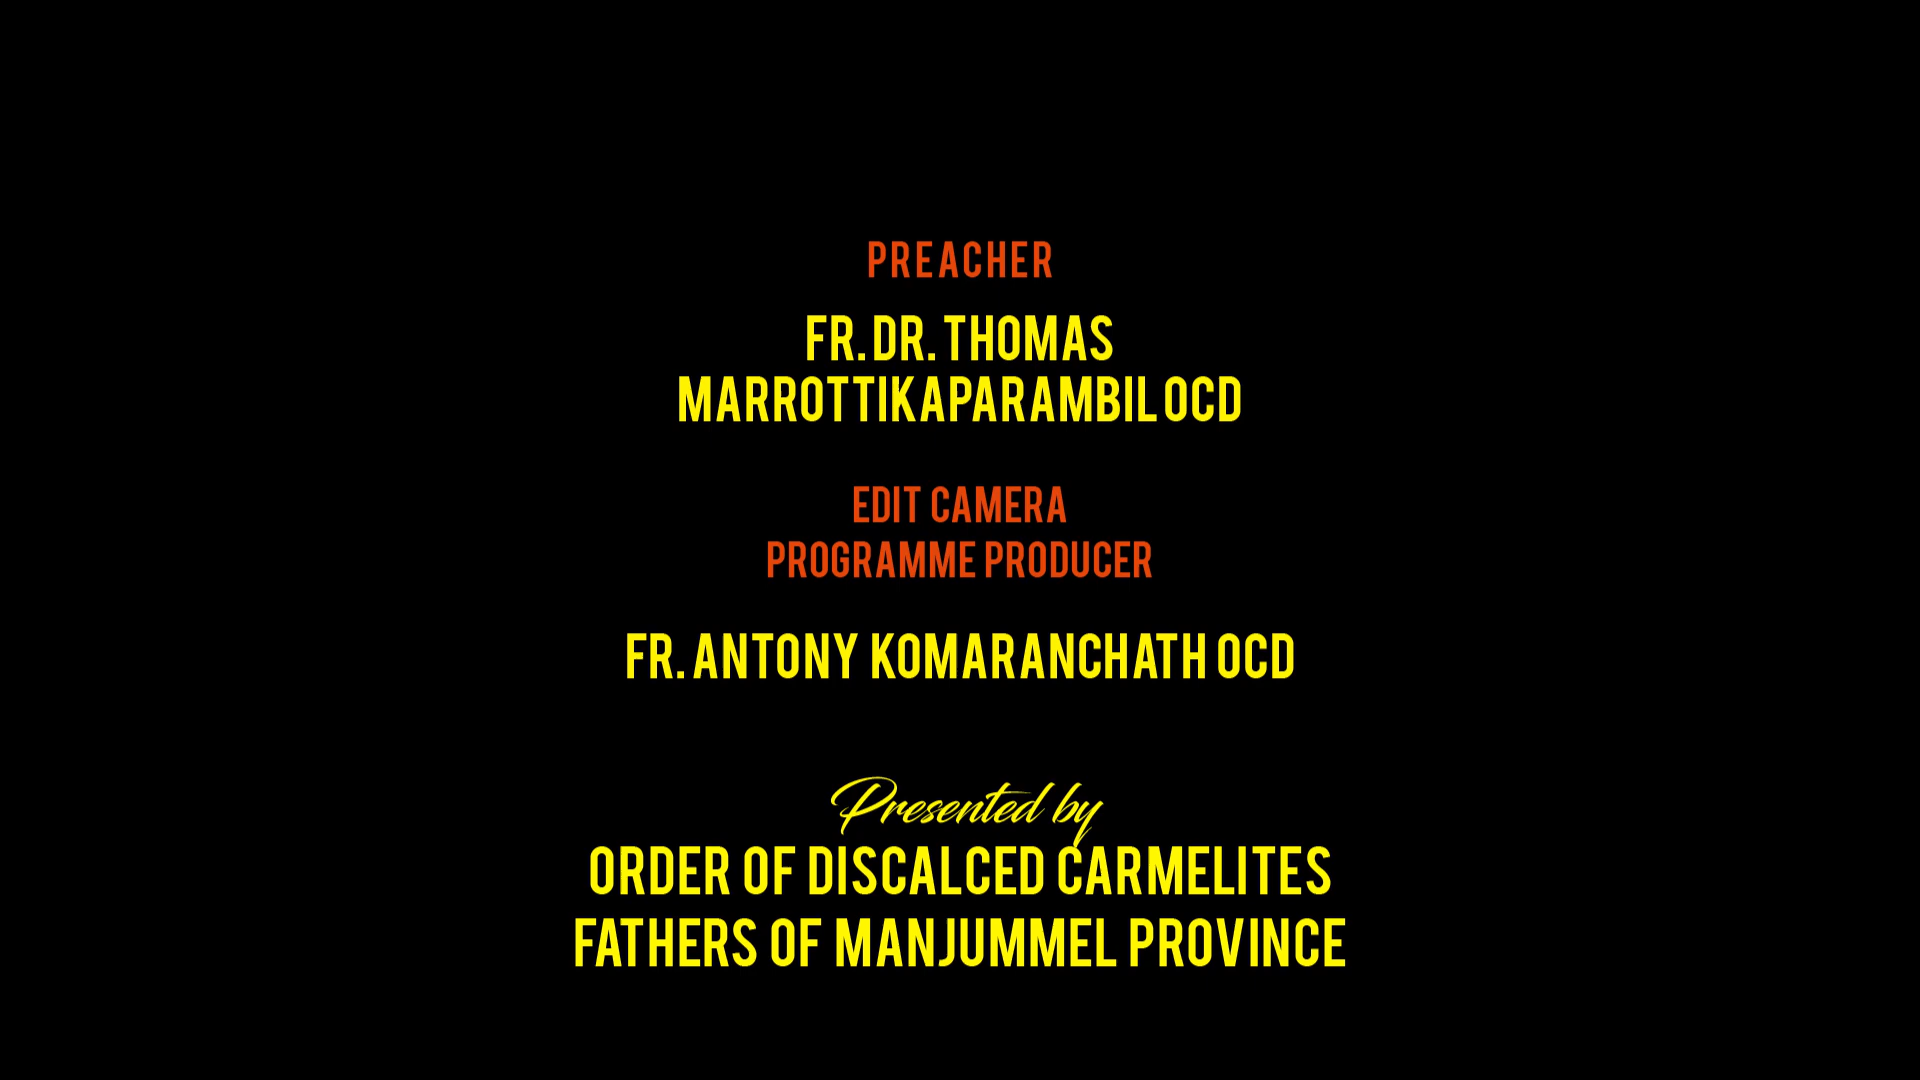 PREACHER
FR. DR. THOMAS
MARROTTIKAPARAMBIL OCD
EDIT CAMERA
PROGRAMME PRODUCER
FR. ANTONY KOMARANCHATH OCD
Presented by
ORDER OF DISCALCED CARMELITES
FATHERS OF MANJUMMEL PROVINCE